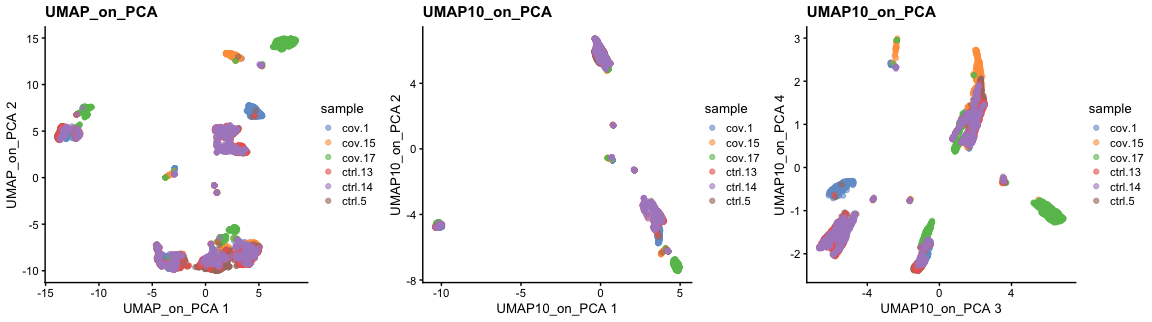 UMAP_on_PCA
UMAP_on_PCA 2
15
10
5
0
-5
-10
-15
-10
-5
0
5
UMAP_on_PCA 1
sample
cov.1
cov.15
cov.17
ctrl.13
ctrl.14
ctrl.5
UMAP10_on_PCA
UMAP10_on_PCA 2
4
0
-4
-8
-10
-5
0
5
UMAP10_on_PCA 1
sample
cov.1
cov.15
cov.17
ctrl.13
ctrl.14
ctrl.5
UMAP10_on_PCA
UMAP10_on_PCA 4
3
2
1
0
-1
-2
-4
0
4
UMAP10_on_PCA 3
sample
cov.1
cov.15
cov.17
ctrl.13
ctrl.14
ctrl.5